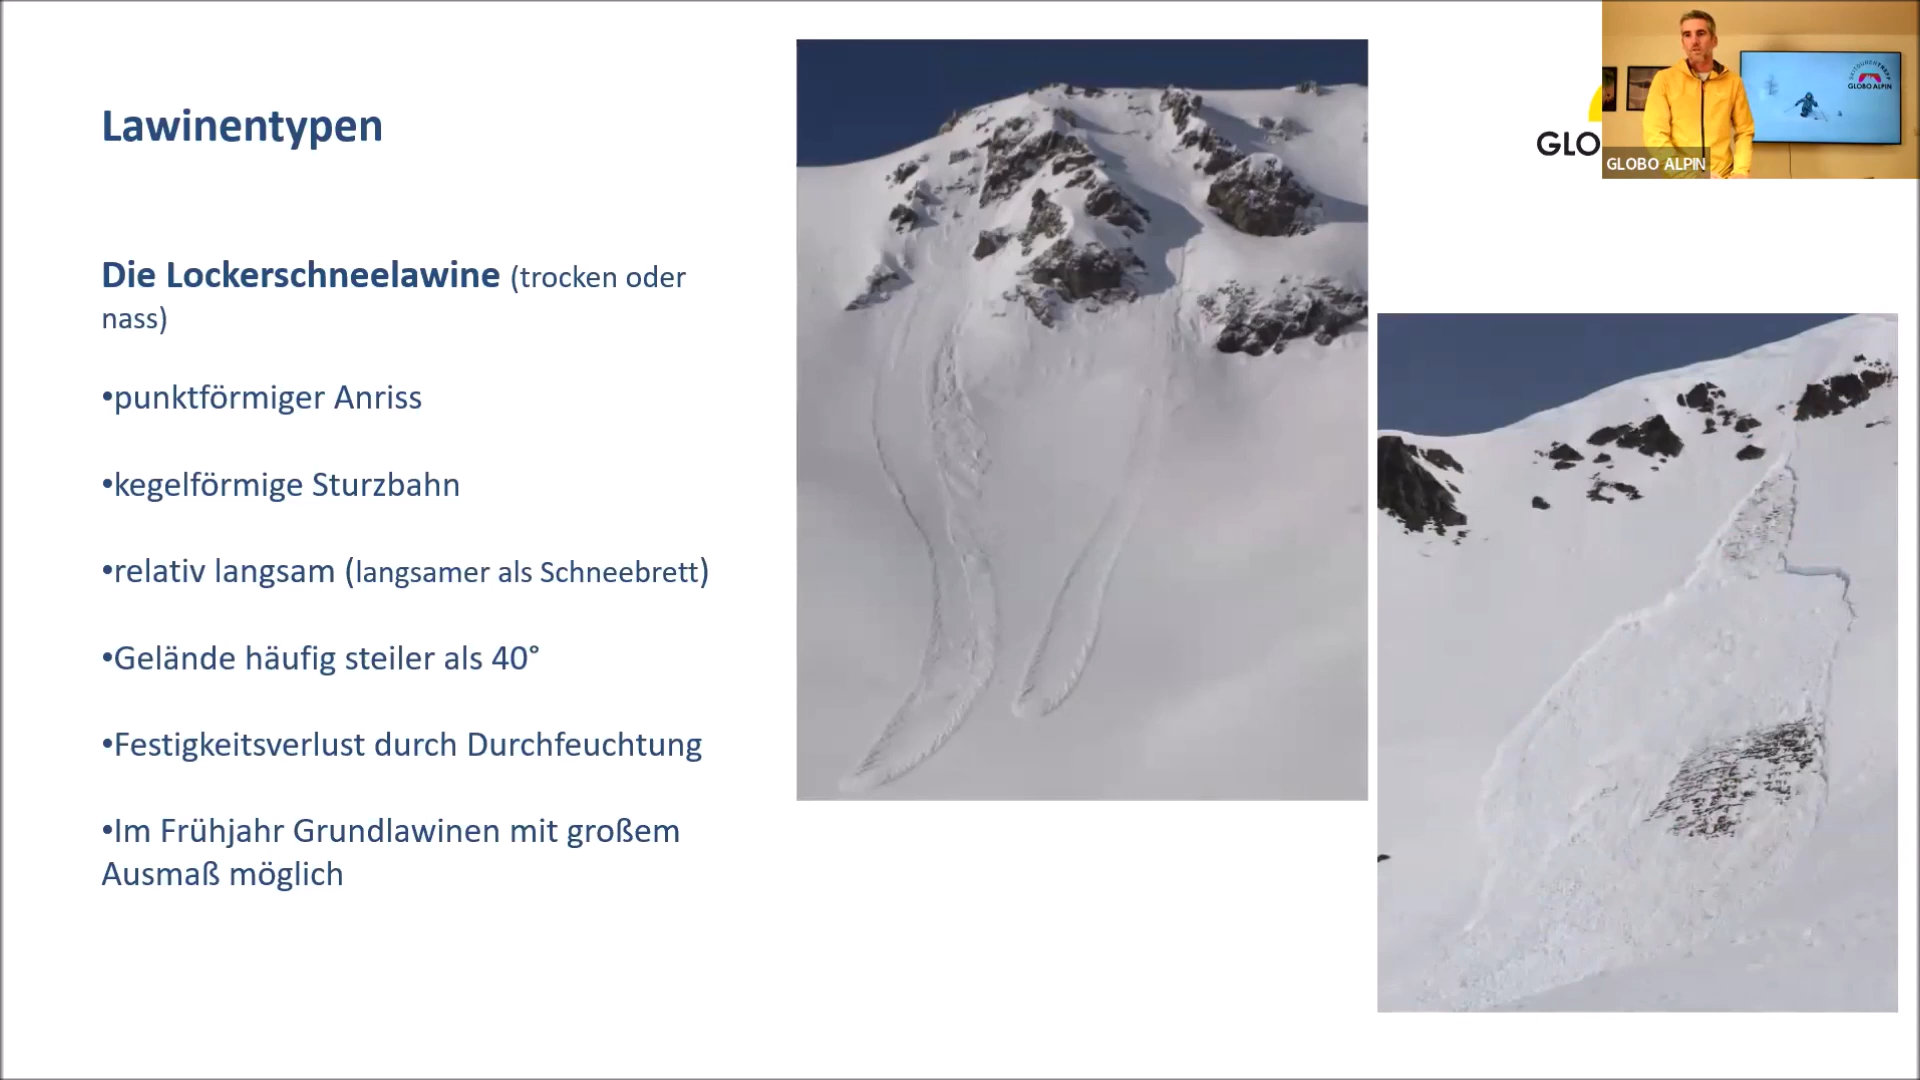 Lawinentypen
Die Lockerschneelawine (trocken oder
nass)
•punktförmiger Anriss
•kegelförmige Sturzbahn
•relativ langsam (langsamer als Schneebrett)
•Gelände häufig steiler als 40°
•Festigkeitsverlust durch Durchfeuchtung
•Im Frühjahr Grundlawinen mit großem
Ausmaß möglich
GLO
GLOBO ALPIN
SKITOURENTREFF
GLOBO ALPIN